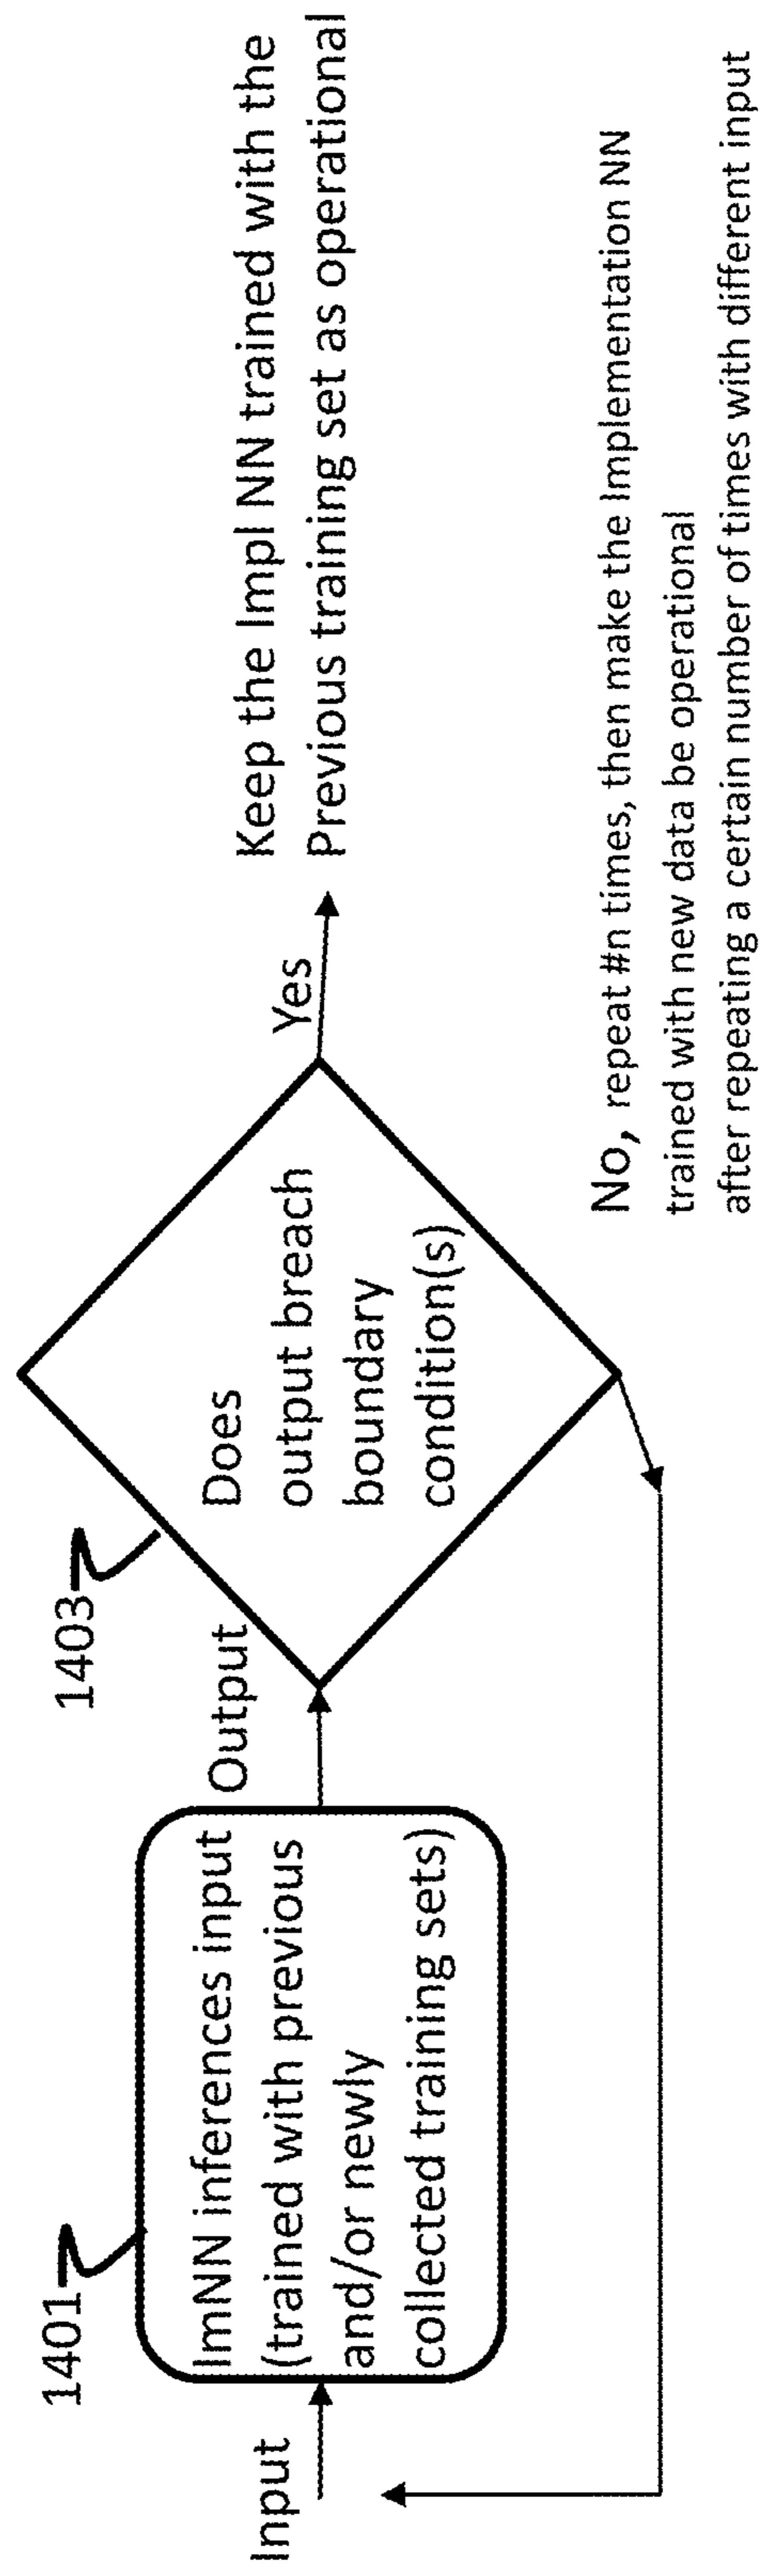 1401
1403
Input
ImNN inferences input
(trained with previous
and/or newly
collected training sets)
Output
Does
output breach
boundary
condition(s)
Yes
Keep the Impl NN trained with the
Previous training set as operational
No, repeat #n times, then make the Implementation NN
trained with new data be operational
after repeating a certain number of times with different input